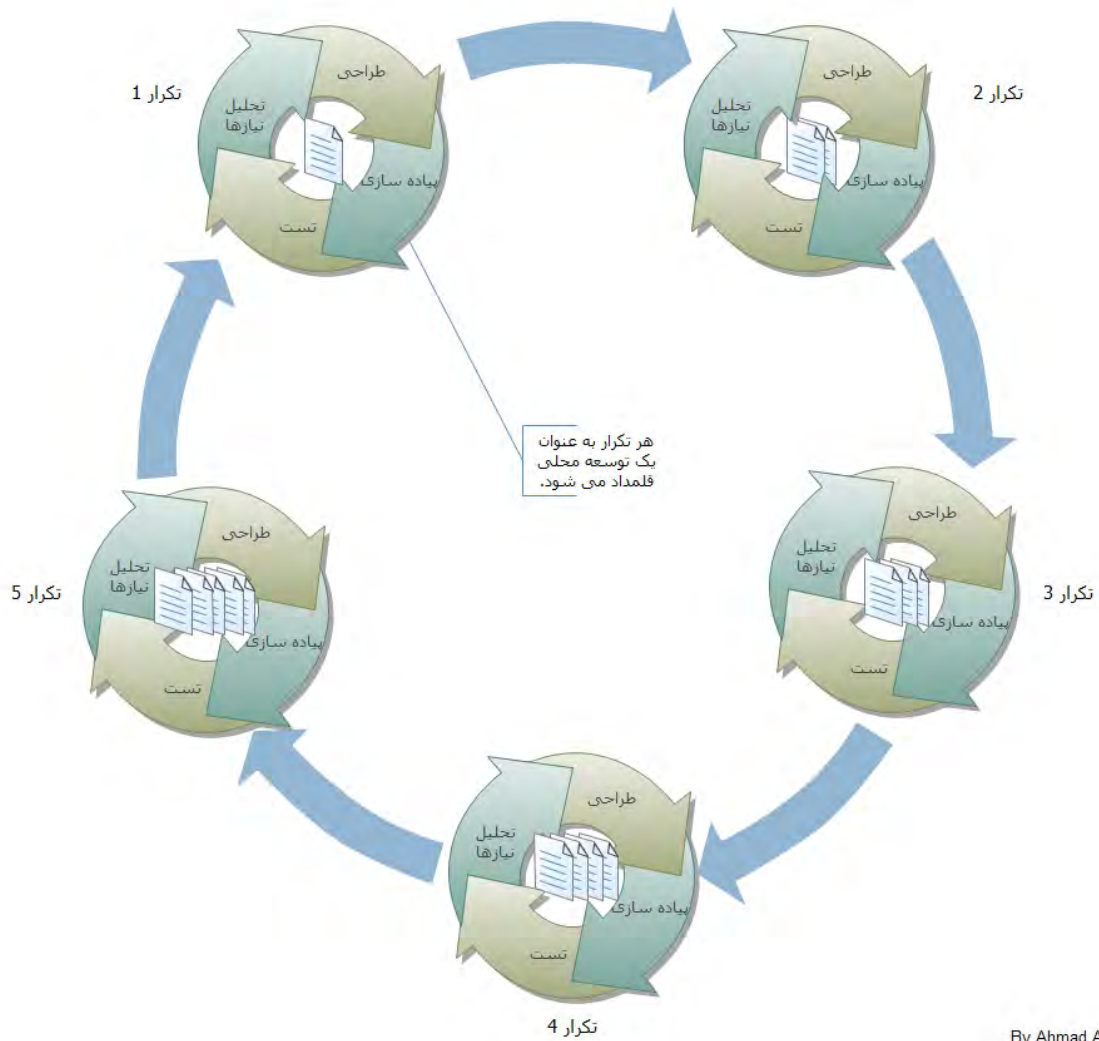 تکرار 1
طراحی
تحلیل
نیازها
پیاده سازی
تست
تکرار 2
طراحی
تحلیل
نیازها
پیاده سازی
تست
هر تکرار به عنوان
یک توسعه محلی
قلمداد می شود.
تکرار 3
طراحی
تحلیل
نیازها
پیاده سازی
تست
تکرار 4
طراحی
تحلیل
نیازها
پیاده سازی
تست
تکرار 5
طراحی
تحلیل
نیازها
پیاده سازی
تست
By Ahmad A